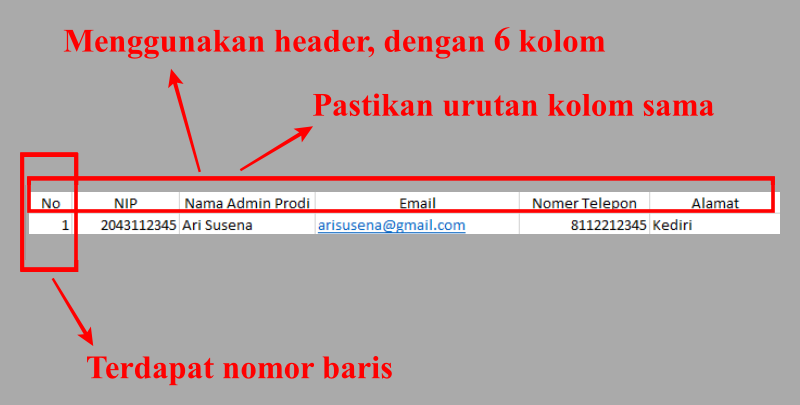 Menggunakan header, dengan 6 kolom
Pastikan urutan kolom sama
No NIP Nama Admin Prodi Email Nomer Telepon Alamat
1 2043112345 Ari Susena arisusena@gmail.com 8112212345 Kediri
Terdapat nomor baris